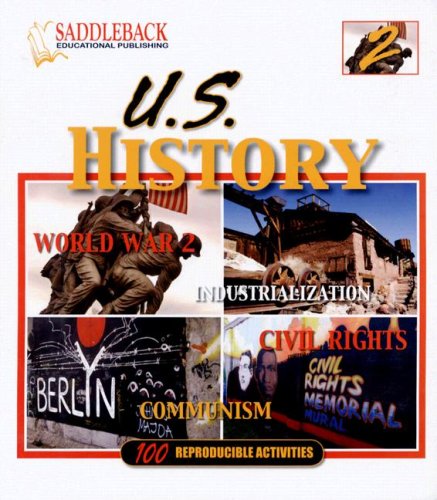 SADDLEBACK
EDUCATIONAL PUBLISHING
2
U.S.
HISTORY
WORLD WAR 2
INDUSTRIALIZATION
CIVIL RIGHTS
BERLIN
MAJDA
CIVIL
RIGHTS
MEMORIAL
MURAL
COMMUNISM
100 REPRODUCIBLE ACTIVITIES